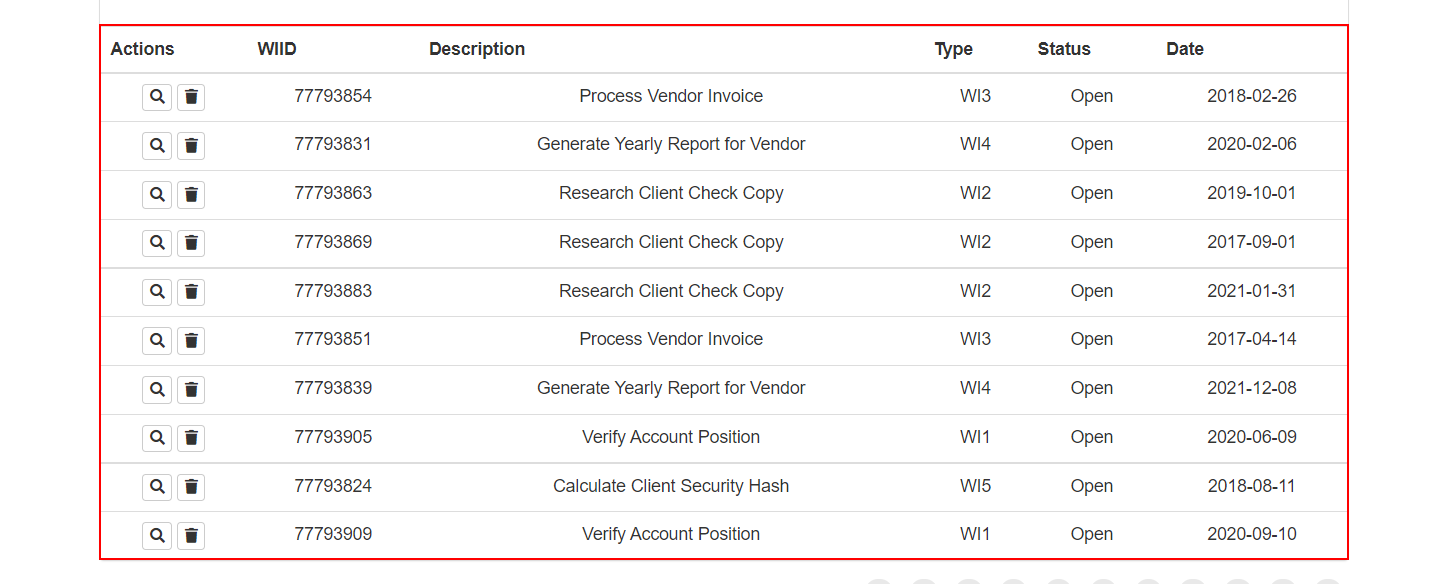 Actions WIID Description Type Status Date
77793854 Process Vendor Invoice WI3 Open 2018-02-26
77793831 Generate Yearly Report for Vendor WI4 Open 2020-02-06
77793863 Research Client Check Copy WI2 Open 2019-10-01
77793869 Research Client Check Copy WI2 Open 2017-09-01
77793883 Research Client Check Copy WI2 Open 2021-01-31
77793851 Process Vendor Invoice WI3 Open 2017-04-14
77793839 Generate Yearly Report for Vendor WI4 Open 2021-12-08
77793905 Verify Account Position WI1 Open 2020-06-09
77793824 Calculate Client Security Hash WI5 Open 2018-08-11
77793909 Verify Account Position WI1 Open 2020-09-10